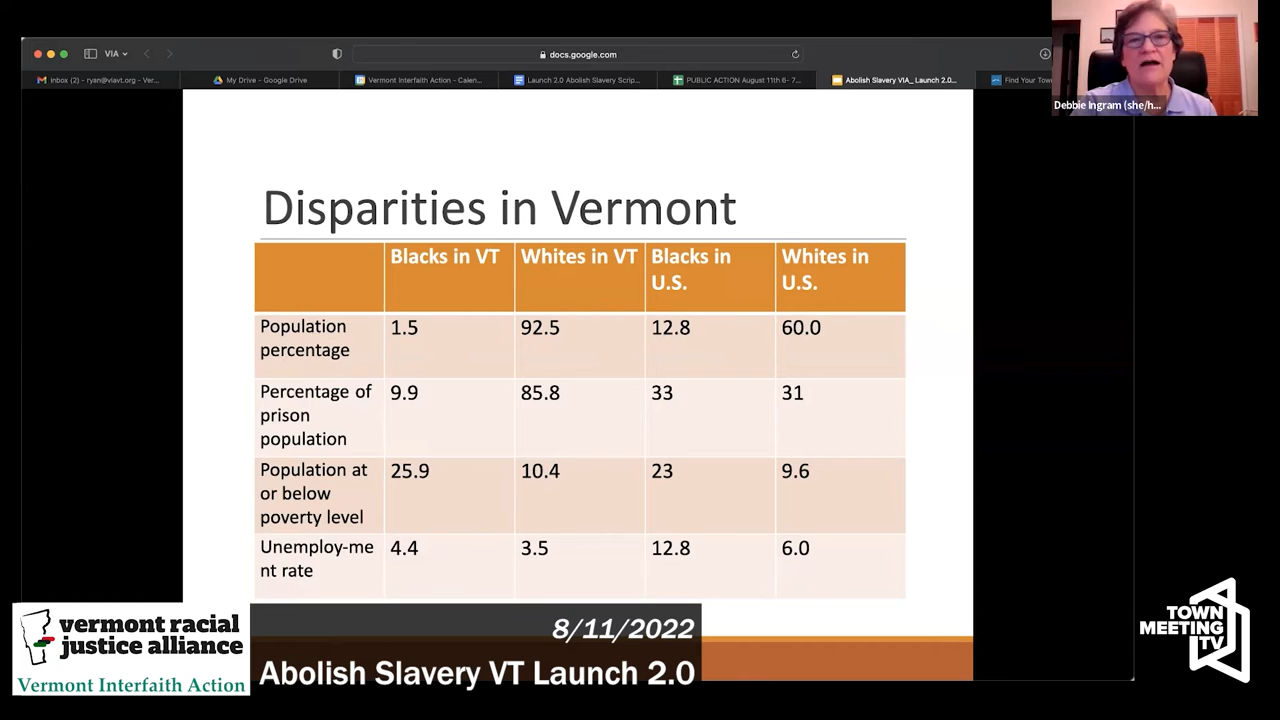 VIA
docs.google.com
Inbox (2) - ryan@viavt.org - Ver...
My Drive - Google Drive
Vermont Interfaith Action - Calen...
Launch 2.0 Abolish Slavery Scrip...
PUBLIC ACTION August 11th 6- 7...
Abolish Slavery VIA_ Launch 2.0...
Find Your Town
Debbie Ingram (she/h...
Disparities in Vermont
Blacks in VT
Whites in VT
Blacks in
U.S.
Whites in
U.S.
Population
percentage
1.5
92.5
12.8
60.0
Percentage of
prison
population
9.9
85.8
33
31
Population at
or below
poverty level
25.9
10.4
23
9.6
Unemploy-me
nt rate
4.4
3.5
12.8
6.0
vermont racial
justice alliance
Vermont Interfaith Action
8/11/2022
Abolish Slavery VT Launch 2.0
TOWN
MEETING
TV